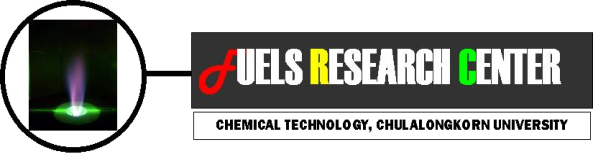 FUELS RESEARCH CENTER
CHEMICAL TECHNOLOGY, CHULALONGKORN UNIVERSITY